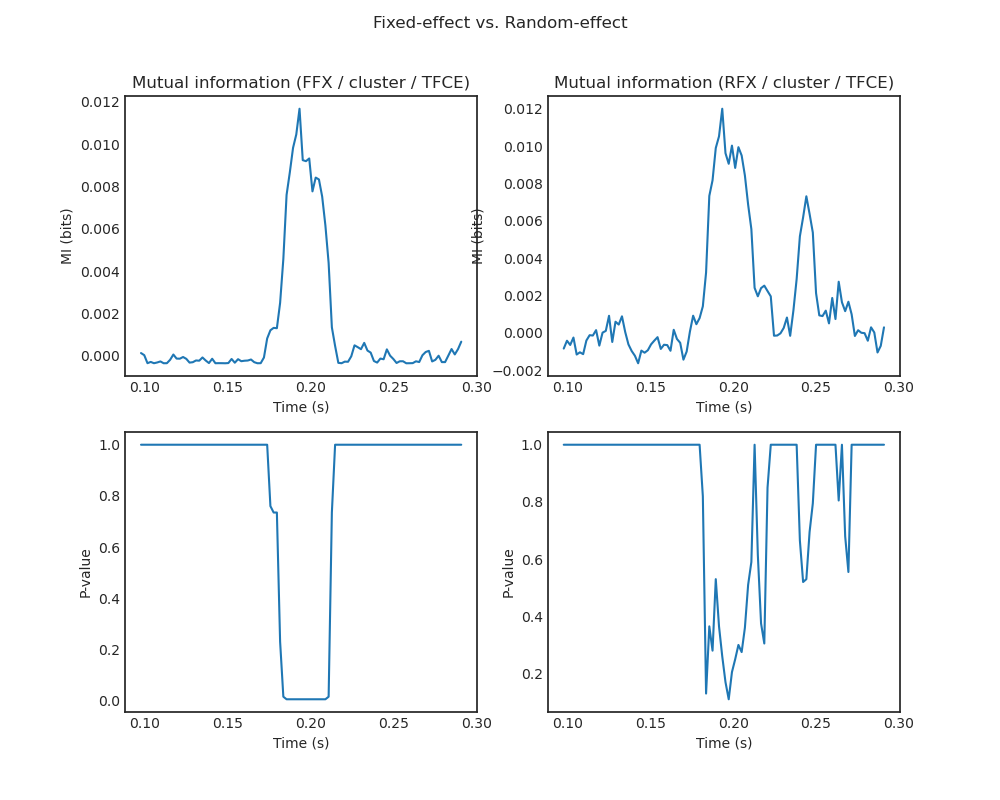 Fixed-effect vs. Random-effect
Mutual information (FFX / cluster / TFCE)
0.012
0.010
0.008
0.006
0.004
0.002
0.000
MI (bits)
0.10 0.15 0.20 0.25 0.30
Time (s)
Mutual information (RFX / cluster / TFCE)
0.012
0.010
0.008
0.006
0.004
0.002
0.000
−0.002
MI (bits)
0.10 0.15 0.20 0.25 0.30
Time (s)
1.0
0.8
0.6
0.4
0.2
0.0
P-value
0.10 0.15 0.20 0.25 0.30
Time (s)
1.0
0.8
0.6
0.4
0.2
P-value
0.10 0.15 0.20 0.25 0.30
Time (s)